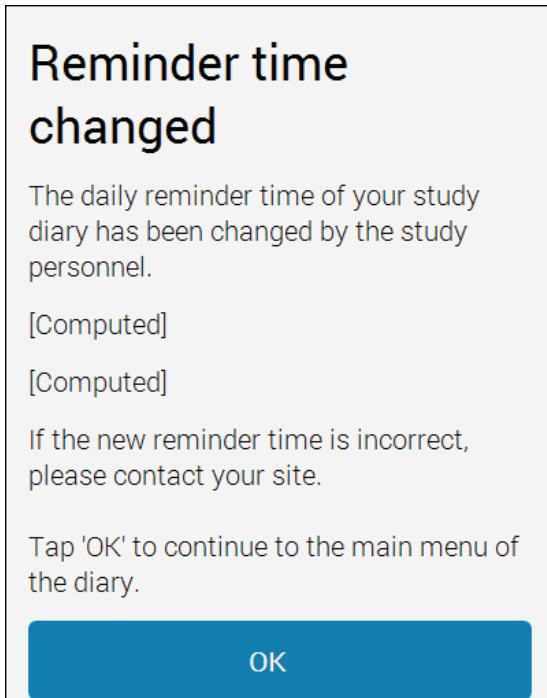 Reminder time
changed
The daily reminder time of your study
diary has been changed by the study
personnel.
[Computed]
[Computed]
If the new reminder time is incorrect,
please contact your site.
Tap 'OK' to continue to the main menu of
the diary.
OK